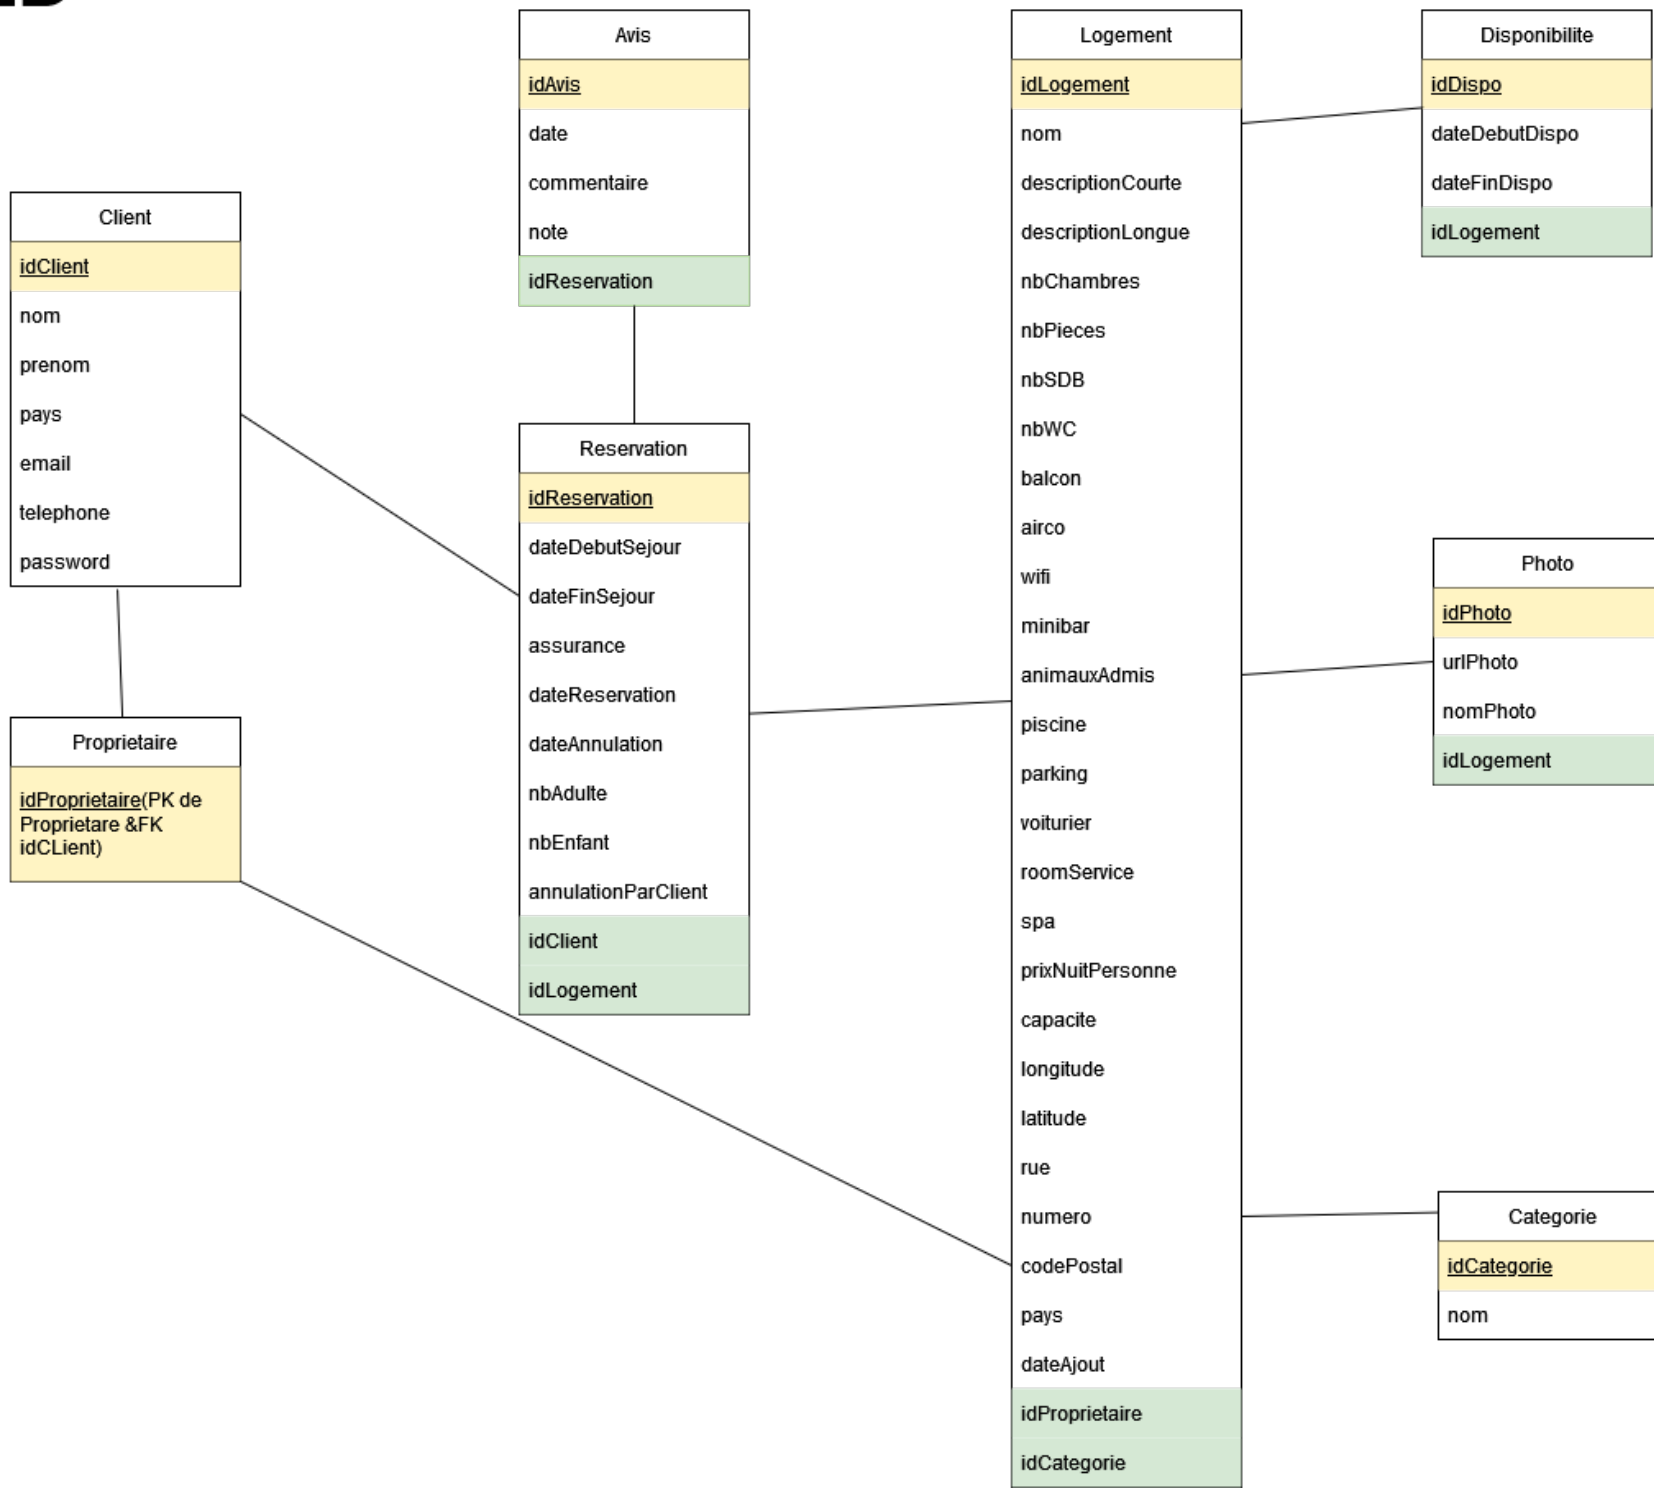 Client
idClient
nom
prenom
pays
email
telephone
password
Proprietaire
idProprietaire(PK de
Proprietare &FK
idCLient)
Avis
idAvis
date
commentaire
note
idReservation
Reservation
idReservation
dateDebutSejour
dateFinSejour
assurance
dateReservation
dateAnnulation
nbAdulte
nbEnfant
annulationParClient
idClient
idLogement
Logement
idLogement
nom
descriptionCourte
descriptionLongue
nbChambres
nbPieces
nbSDB
nbWC
balcon
airco
wifi
minibar
animauxAdmis
piscine
parking
voiturier
roomService
spa
prixNuitPersonne
capacite
longitude
latitude
rue
numero
codePostal
pays
dateAjout
idProprietaire
idCategorie
Disponibilite
idDispo
dateDebutDispo
dateFinDispo
idLogement
Photo
idPhoto
urlPhoto
nomPhoto
idLogement
Categorie
idCategorie
nom